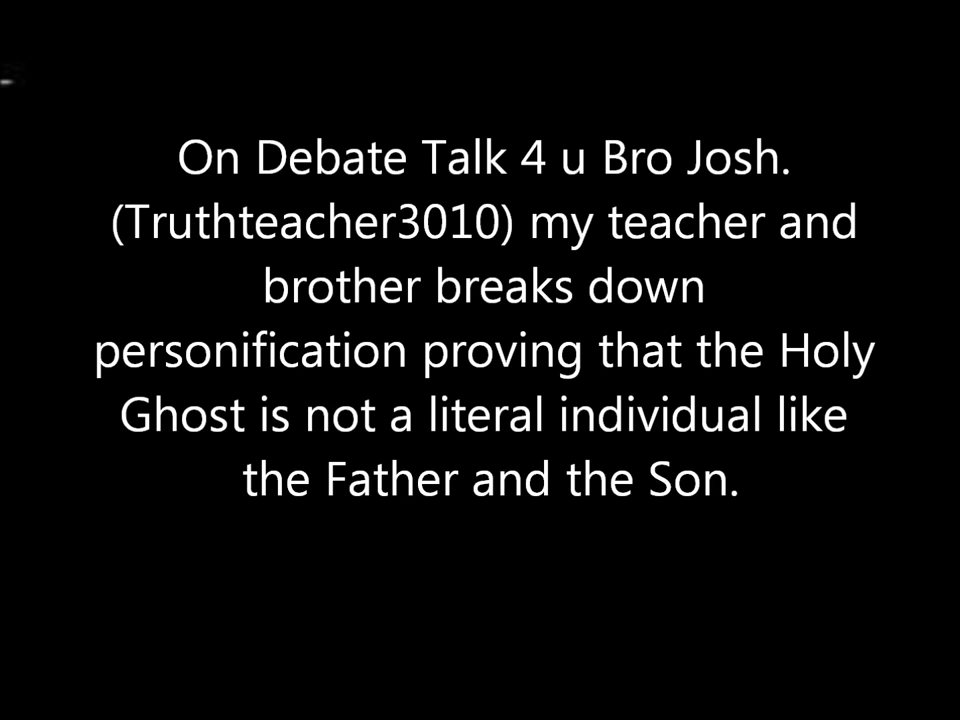 On Debate Talk 4 u Bro Josh.
(Truthteacher3010) my teacher and
brother breaks down
personification proving that the Holy
Ghost is not a literal individual like
the Father and the Son.